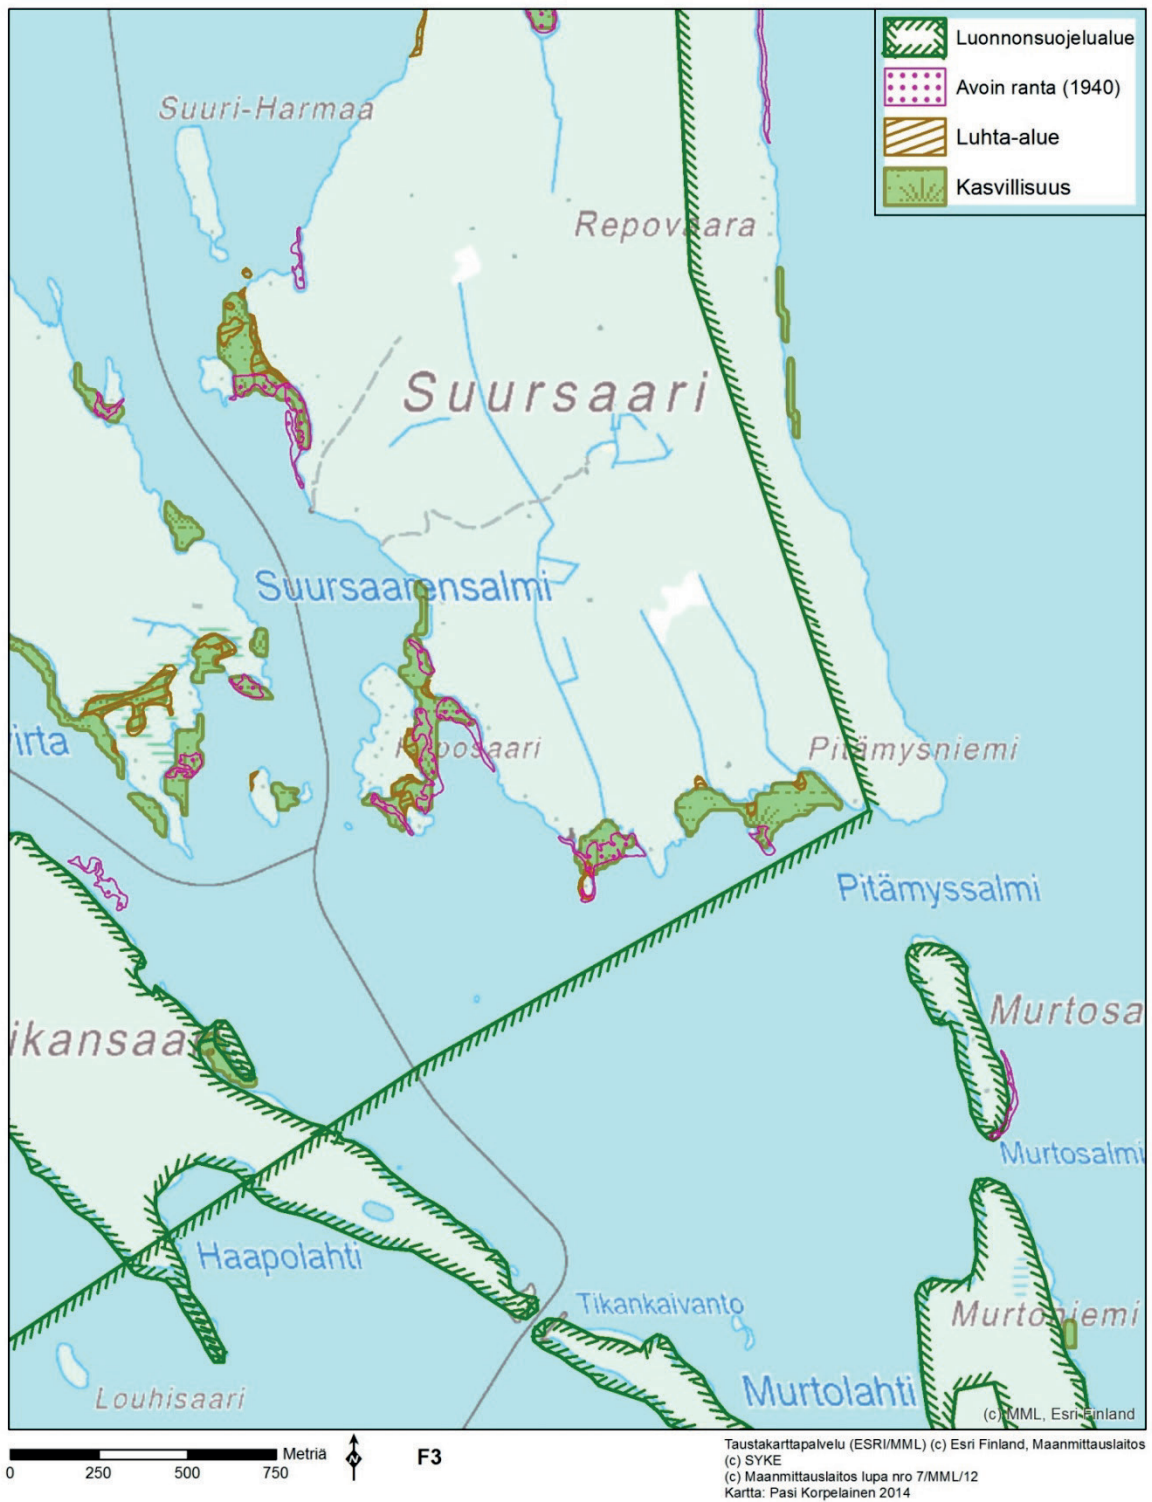 Luonnonsuojelualue
Avoin ranta (1940)
Luhta-alue
Kasvillisuus
Suuri-Harmaa
Repovaara
Suursaari
Suursaarensalmi
irta
Pitämysniemi
Pitämyssalmi
ikansaa
Murtosa
Murtosalmi
Haapolahti
Tikankaivanto
Murtoniemi
Louhisaari
Murtolahti
(c) MML, Esri Finland
Metriä
0 250 500 750
F3
Taustakarttapalvelu (ESRI/MML) (c) Esri Finland, Maanmittauslaitos
(c) SYKE
(c) Maanmittauslaitos lupa nro 7/MML/12
Kartta: Pasi Korpelainen 2014